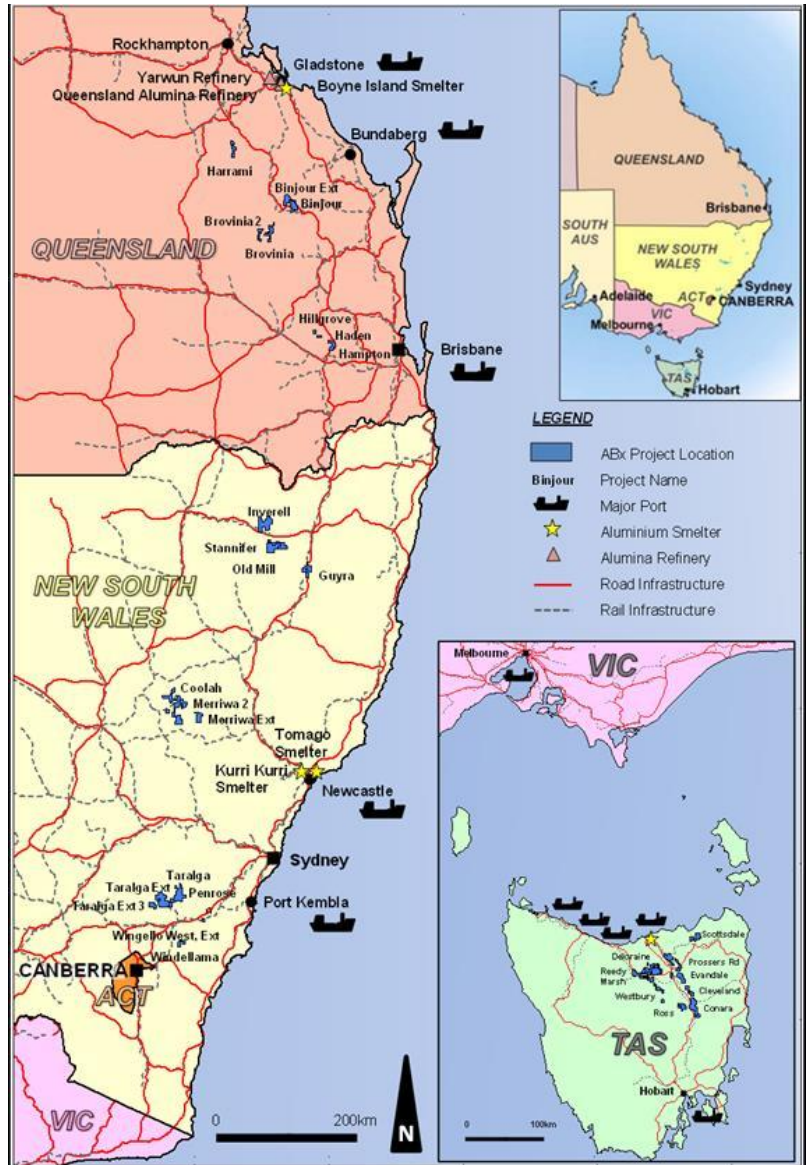 Rockhampton
Gladstone
Yarwun Refinery
Queensland Alumina Refinery
Boyne Island Smelter
Bundaberg
Harrami
Binjour Ext
Binjour
Brovinia 2
Brovinia
QUEENSLAND
Hillgrove
Haden
Hampton
Brisbane
Inverell
Stannifer
Old Mill
Guyra
NEW SOUTH
WALES
Coolah
Merriwa 2
Merriwa Ext
Tomago
Smelter
Kurri Kurri
Smelter
Newcastle
Sydney
Taralga
Taralga Ext
Penrose
Taralga Ext 3
Port Kembla
Wingello West, Ext
Windellama
CANBERRA
ACT
VIC
0
200km
N
QUEENSLAND
Brisbane
SOUTH
AUS
NEW SOUTH
WALES
Sydney
ACT
CANBERRA
Adelaide
VIC
Melbourne
TAS
Hobart
LEGEND
ABx Project Location
Binjour Project Name
Major Port
Aluminium Smelter
Alumina Refinery
Road Infrastructure
Rail Infrastructure
Melbourne
VIC
Scottsdale
Deloraine
Prossers Rd
Reedy
Marsh
Evandale
Westbury
Cleveland
Ross
Conara
TAS
Hobart
0
100km